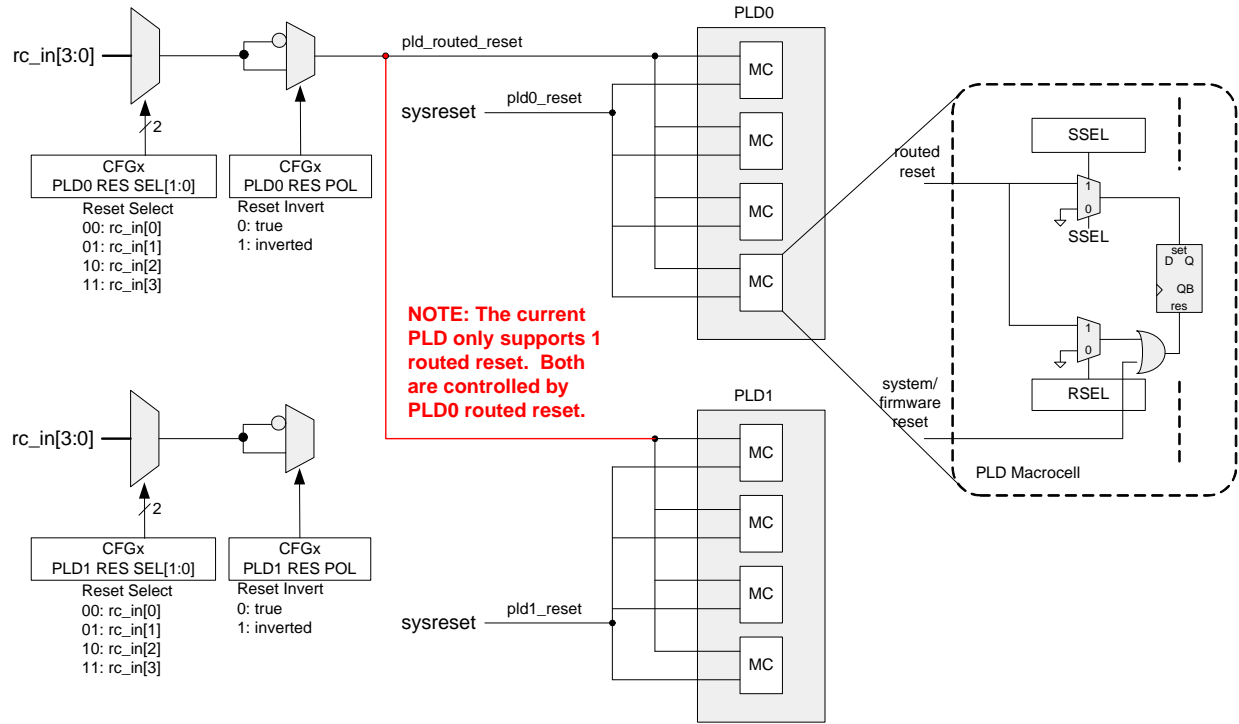 rc_in[3:0]
2
CFGx
PLD0 RES SEL[1:0]
Reset Select
00: rc_in[0]
01: rc_in[1]
10: rc_in[2]
11: rc_in[3]
CFGx
PLD0 RES POL
Reset Invert
0: true
1: inverted
pld_routed_reset
sysreset
pld0_reset
PLD0
MC
MC
MC
MC
NOTE: The current
PLD only supports 1
routed reset. Both
are controlled by
PLD0 routed reset.
routed
reset
SSEL
1
0
SSEL
set
D Q
QB
res
1
0
RSEL
system/
firmware
reset
PLD Macrocell
rc_in[3:0]
2
CFGx
PLD1 RES SEL[1:0]
Reset Select
00: rc_in[0]
01: rc_in[1]
10: rc_in[2]
11: rc_in[3]
CFGx
PLD1 RES POL
Reset Invert
0: true
1: inverted
sysreset
pld1_reset
PLD1
MC
MC
MC
MC